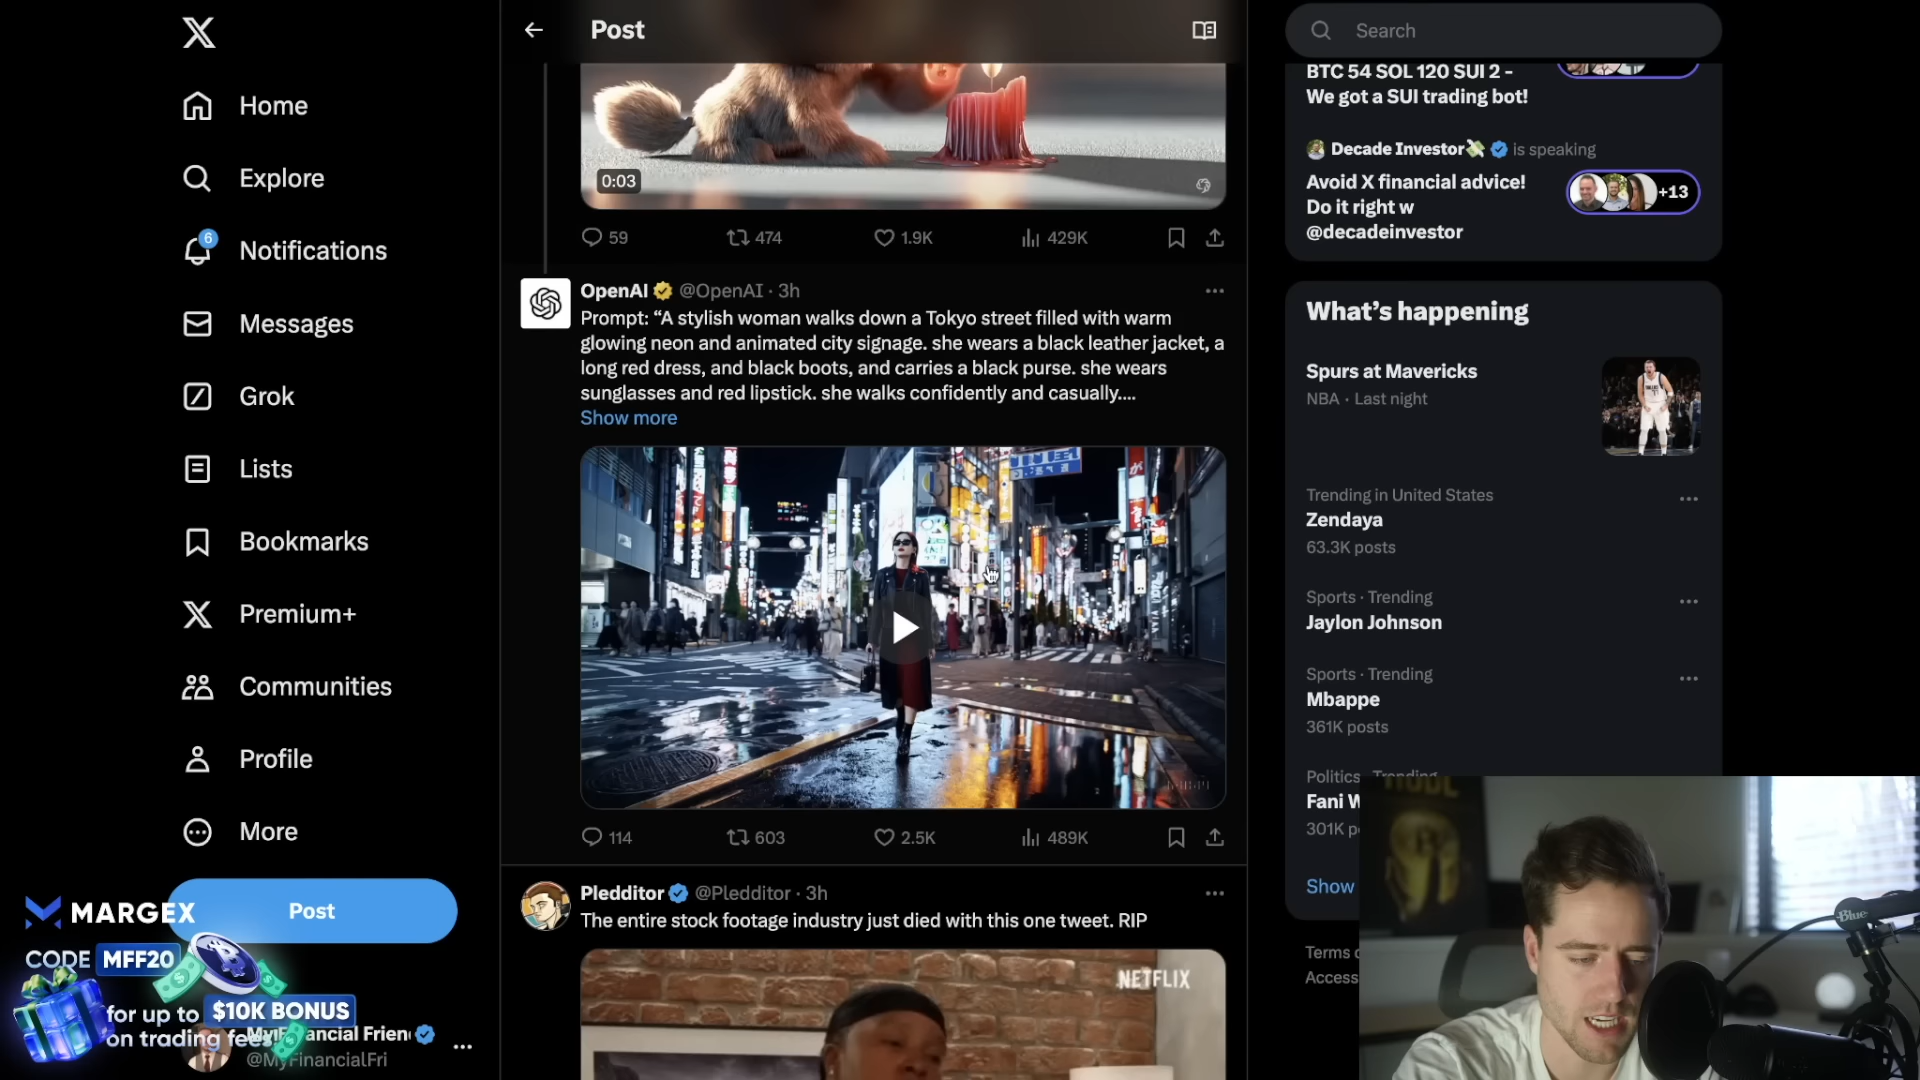 Home
Explore
6
Notifications
Messages
Grok
Lists
Bookmarks
Premium+
Communities
Profile
More
Post
MARGEX
CODE MFF20
for up to $10K BONUS
on trading fees
@MyFinancialFri
Post
0:03
59 474 1.9K 429K
OpenAI @OpenAI · 3h
Prompt: “A stylish woman walks down a Tokyo street filled with warm
glowing neon and animated city signage. she wears a black leather jacket, a
long red dress, and black boots, and carries a black purse. she wears
sunglasses and red lipstick. she walks confidently and casually....
Show more
114 603 2.5K 489K
Pledditor @Pledditor · 3h
The entire stock footage industry just died with this one tweet. RIP
NETFLIX
Search
BTC 54 SOL 120 SUI 2 -
We got a SUI trading bot!
Decade Investor is speaking
Avoid X financial advice!
Do it right w
@decadeinvestor
+13
What’s happening
Spurs at Mavericks
NBA · Last night
Trending in United States
Zendaya
63.3K posts
Sports · Trending
Jaylon Johnson
Sports · Trending
Mbappe
361K posts
Politics · Trending
Fani
301K
Show
Terms
Access
Blue